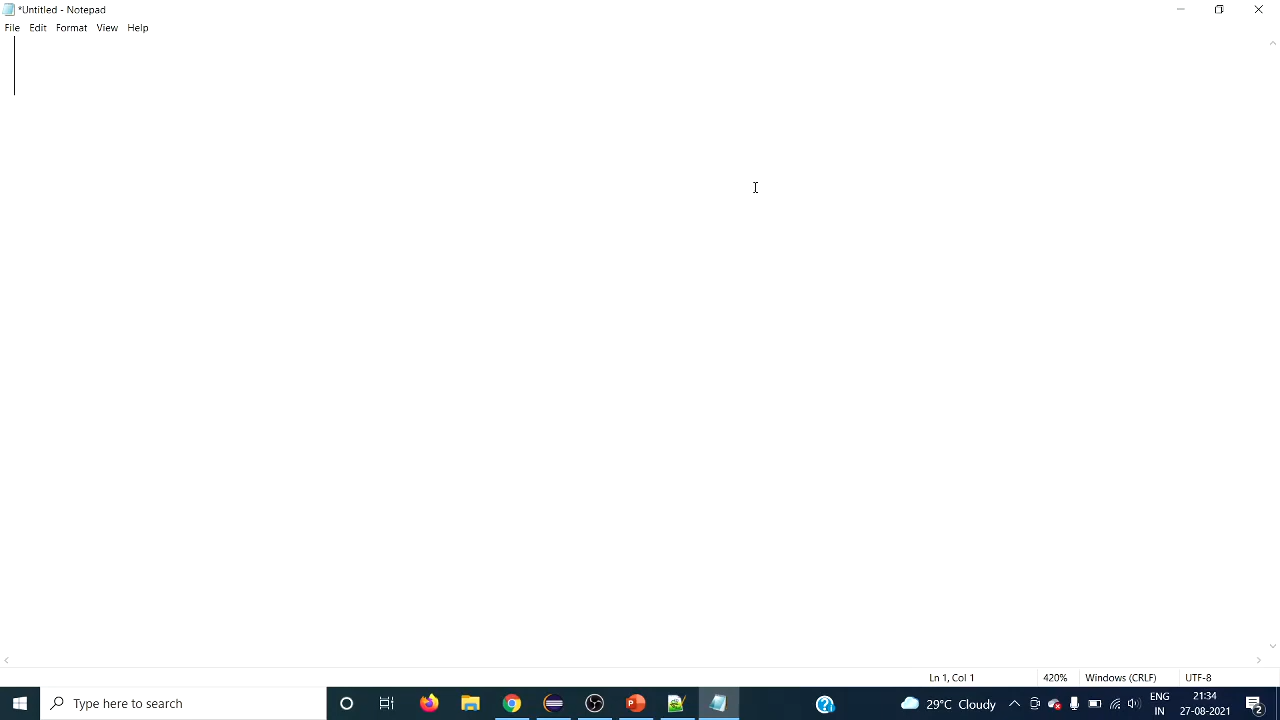 *Untitled - Notepad
File Edit Format View Help
Ln 1, Col 1 420% Windows (CRLF) UTF-8
Type here to search
29°C Cloudy
ENG
IN
21:34
27-08-2021
2